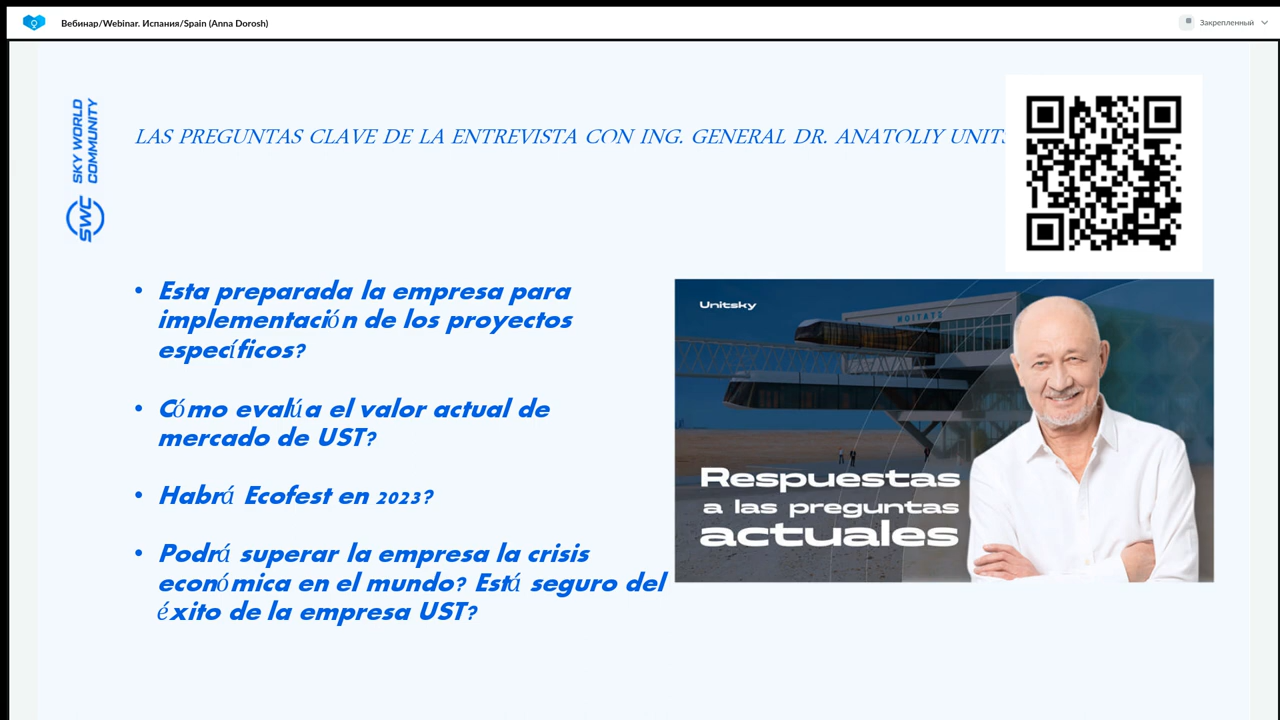 Вебинар/Webinar. Испания/Spain (Anna Dorosh)
Закрепленный
SKY WORLD
COMMUNITY
SWC
LAS PREGUNTAS CLAVE DE LA ENTREVISTA CON ING. GENERAL DR. ANATOLIY UNITS
• Esta preparada la empresa para
implementación de los proyectos
específicos?
• Cómo evalúa el valor actual de
mercado de UST?
• Habrá Ecofest en 2023?
• Podrá superar la empresa la crisis
económica en el mundo? Está seguro del
éxito de la empresa UST?
Unitsky
Respuestas
a las preguntas
actuales